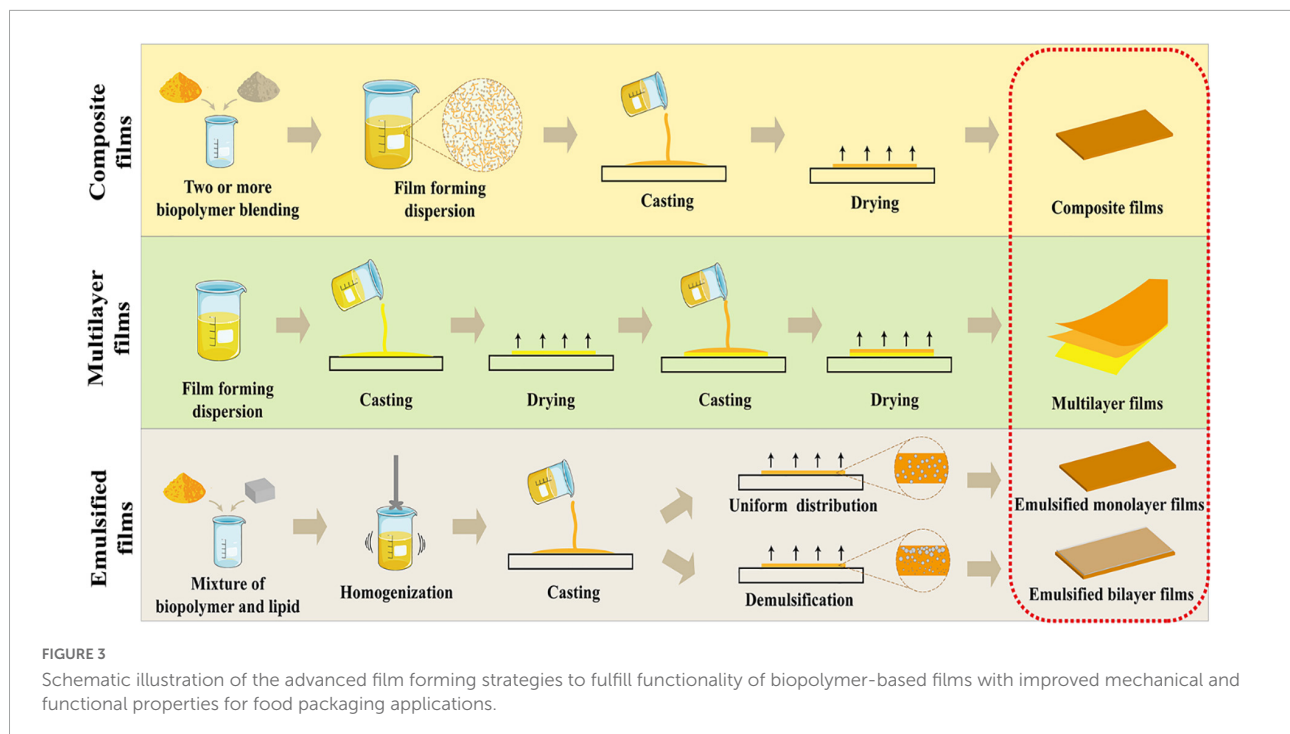 Composite
films
Two or more
biopolymer blending
Film forming
dispersion
Casting
Drying
Composite films
Multilayer
films
Film forming
dispersion
Casting
Drying
Casting
Drying
Multilayer films
Emulsified
films
Mixture of
biopolymer and lipid
Homogenization
Casting
Uniform distribution
Demulsification
Emulsified monolayer films
Emulsified bilayer films
FIGURE 3
Schematic illustration of the advanced film forming strategies to fulfill functionality of biopolymer-based films with improved mechanical and
functional properties for food packaging applications.